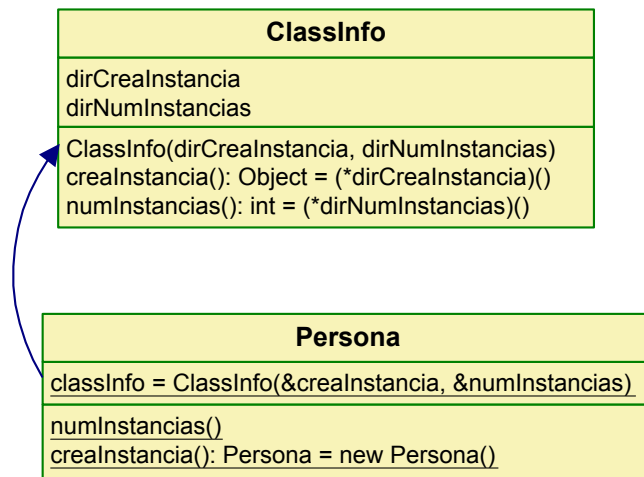 ClassInfo
dirCreaInstancia
dirNumInstancias
ClassInfo(dirCreaInstancia, dirNumInstancias)
creaInstancia(): Object = (*dirCreaInstancia)()
numInstancias(): int = (*dirNumInstancias)()
Persona
classInfo = ClassInfo(&creaInstancia, &numInstancias)
numInstancias()
creaInstancia(): Persona = new Persona()